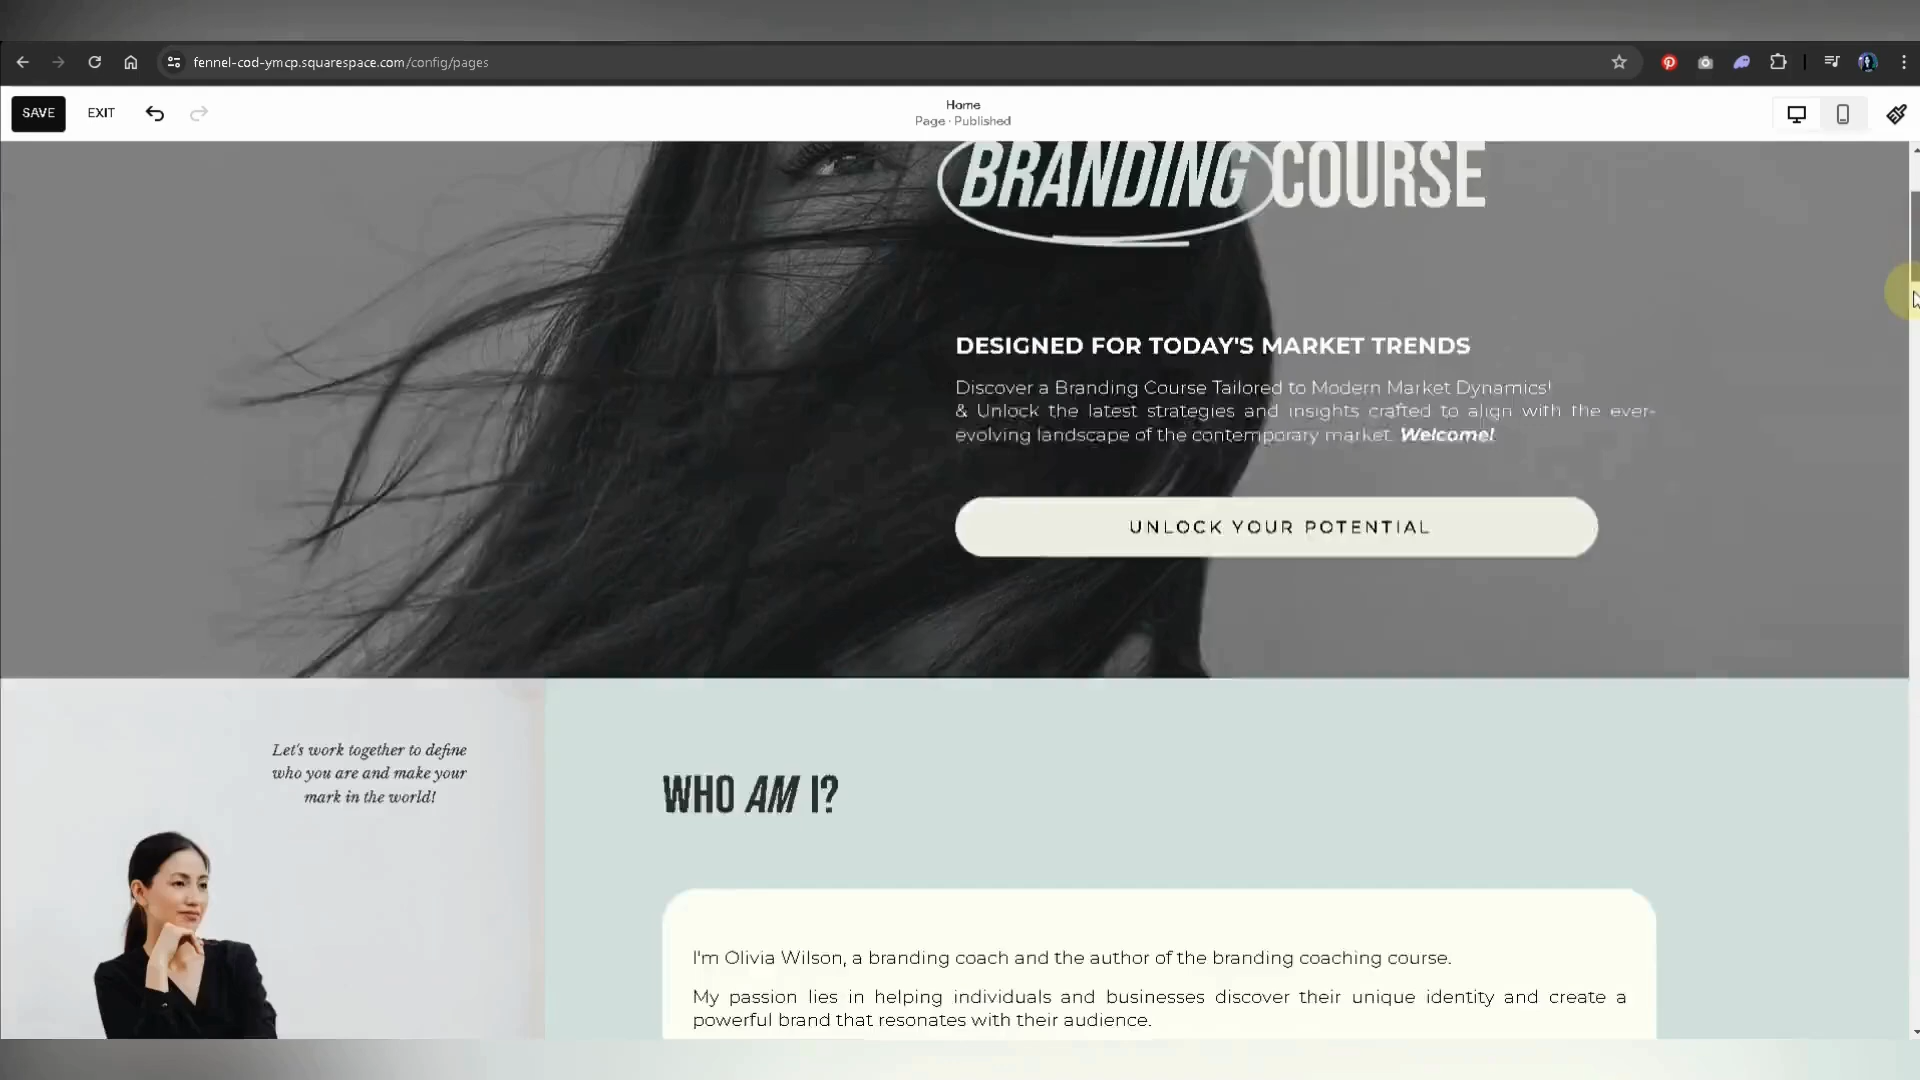 fennel-cod-ymcp.squarespace.com/config/pages
SAVE
EXIT
Home
Page · Published
BRANDING COURSE
DESIGNED FOR TODAY'S MARKET TRENDS
Discover a Branding Course Tailored to Modern Market Dynamics!
& Unlock the latest strategies and insights crafted to align with the ever-
evolving landscape of the contemporary market. Welcome!
UNLOCK YOUR POTENTIAL
Let's work together to define
who you are and make your
mark in the world!
WHO AM I?
I'm Olivia Wilson, a branding coach and the author of the branding coaching course.
My passion lies in helping individuals and businesses discover their unique identity and create a
powerful brand that resonates with their audience.